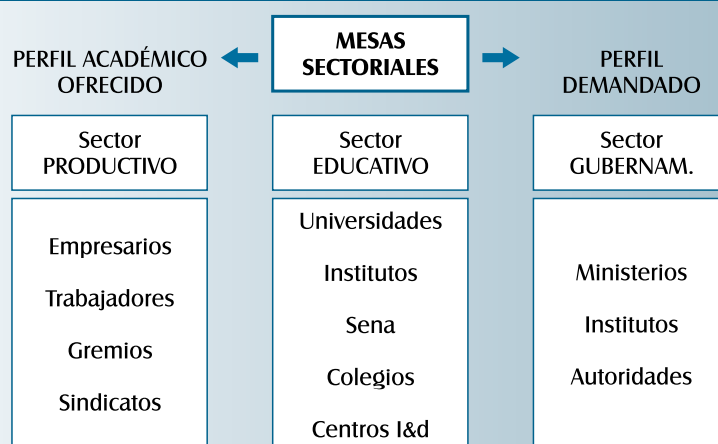 MESAS
SECTORIALES
PERFIL ACADÉMICO
OFRECIDO
PERFIL
DEMANDADO
Sector
PRODUCTIVO
Empresarios
Trabajadores
Gremios
Sindicatos
Sector
EDUCATIVO
Universidades
Institutos
Sena
Colegios
Centros I&d
Sector
GUBERNAM.
Ministerios
Institutos
Autoridades